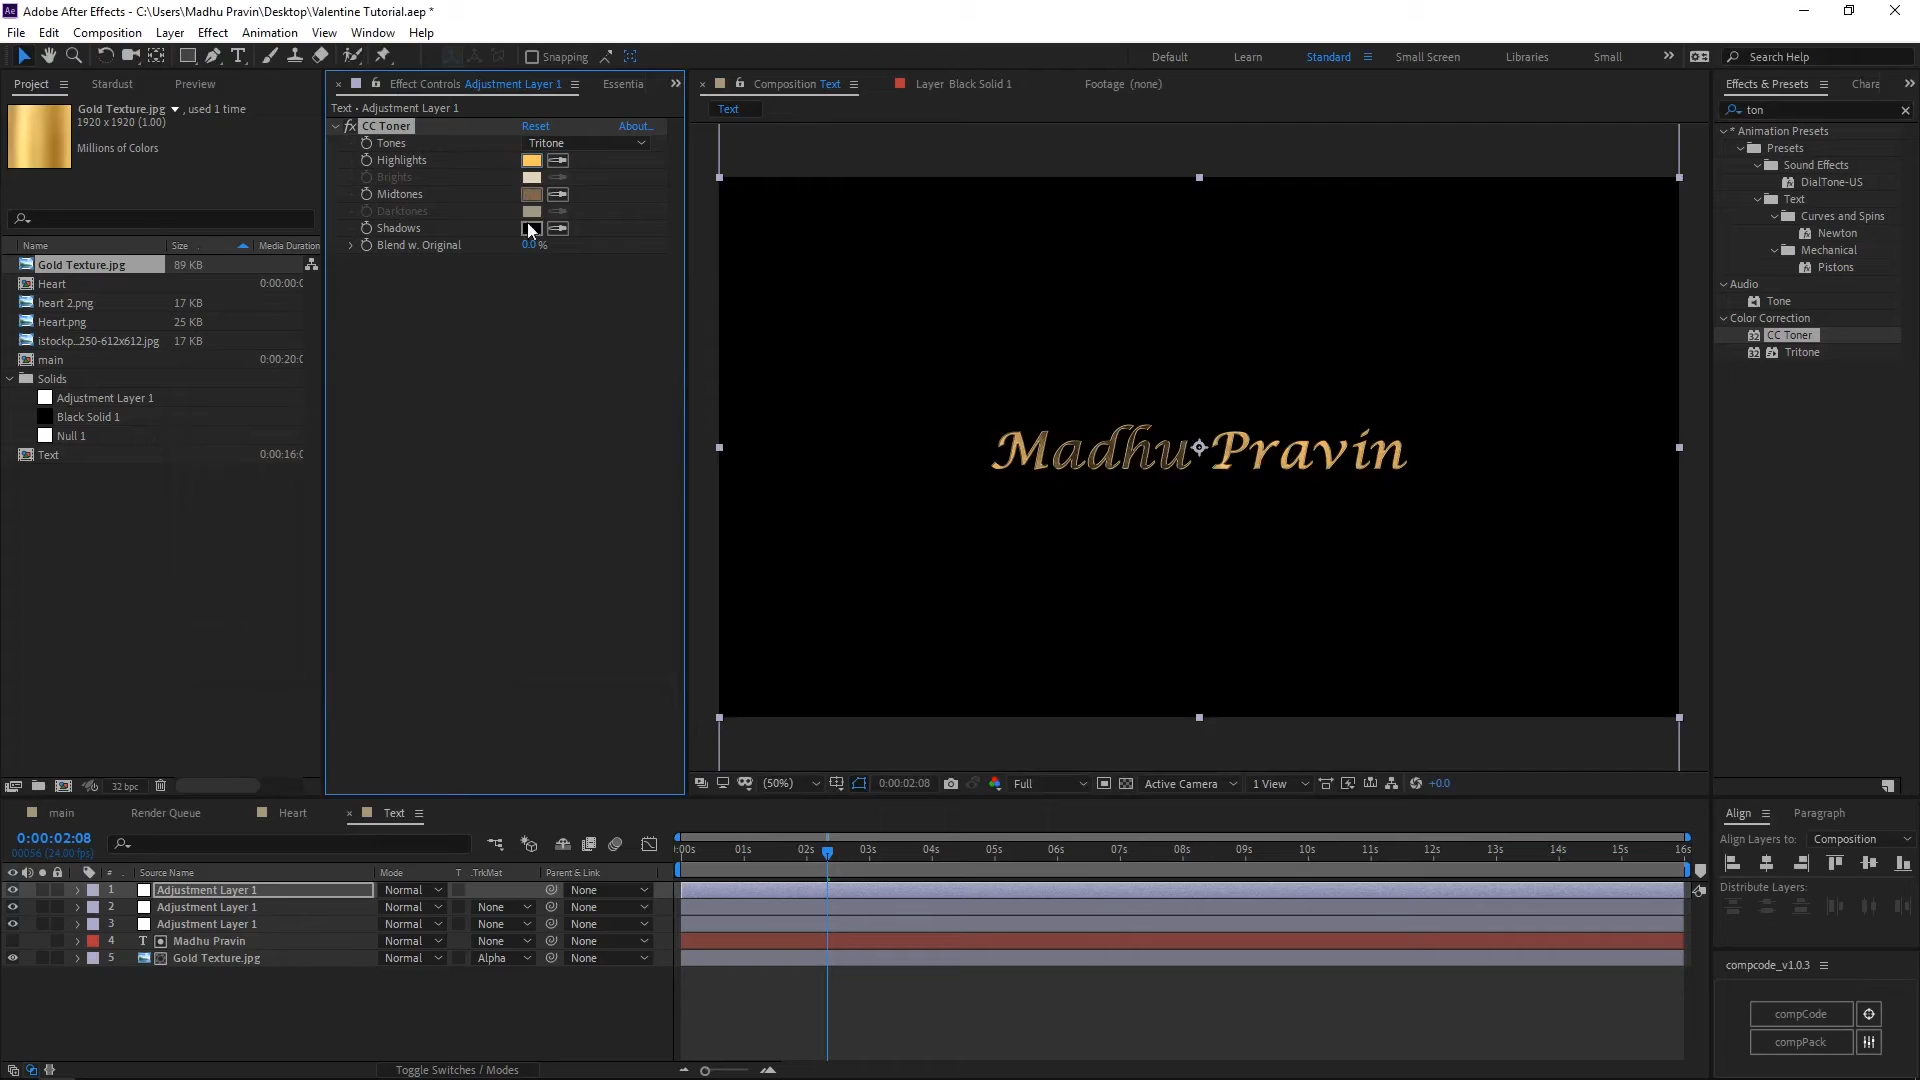 Ae Adobe After Effects - C:\Users\Madhu Pravin\Desktop\Valentine Tutorial.aep *
File Edit Composition Layer Effect Animation View Window Help
Snapping Default Learn Standard Small Screen Libraries Small Search Help
Project Stardust Preview
Gold Texture.jpg , used 1 time
1920 x 1920 (1.00)
Millions of Colors
Name Size Media Duration
Gold Texture.jpg 89 KB
Heart 0:00:00:0
heart 2.png 17 KB
Heart.png 25 KB
istockp...250-612x612.jpg 17 KB
main 0:00:20:0
Solids
Adjustment Layer 1
Black Solid 1
Null 1
Text 0:00:16:0
32 bpc
Effect Controls Adjustment Layer 1 Essentia
Text • Adjustment Layer 1
fx CC Toner Reset About...
Tones Tritone
Highlights
Brights
Midtones
Darktones
Shadows
Blend w. Original 0.0 %
Composition Text Layer Black Solid 1 Footage (none)
Text
Madhu Pravin
(50%) 0:00:02:08 Full Active Camera 1 View +0.0
Effects & Presets Chara
ton
* Animation Presets
Presets
Sound Effects
DialTone-US
Text
Curves and Spins
Newton
Mechanical
Pistons
Audio
Tone
Color Correction
32 CC Toner
32 Tritone
main Render Queue Heart Text
0:00:02:08
00056 (24.00 fps)
:00s 01s 02s 03s 04s 05s 06s 07s 08s 09s 10s 11s 12s 13s 14s 15s 16s
# Source Name Mode T .TrkMat Parent & Link
1 Adjustment Layer 1 Normal None
2 Adjustment Layer 1 Normal None None
3 Adjustment Layer 1 Normal None None
4 T Madhu Pravin Normal None None
5 Gold Texture.jpg Normal Alpha None
Toggle Switches / Modes
Align Paragraph
Align Layers to: Composition
Distribute Layers:
compcode_v1.0.3
compCode
compPack